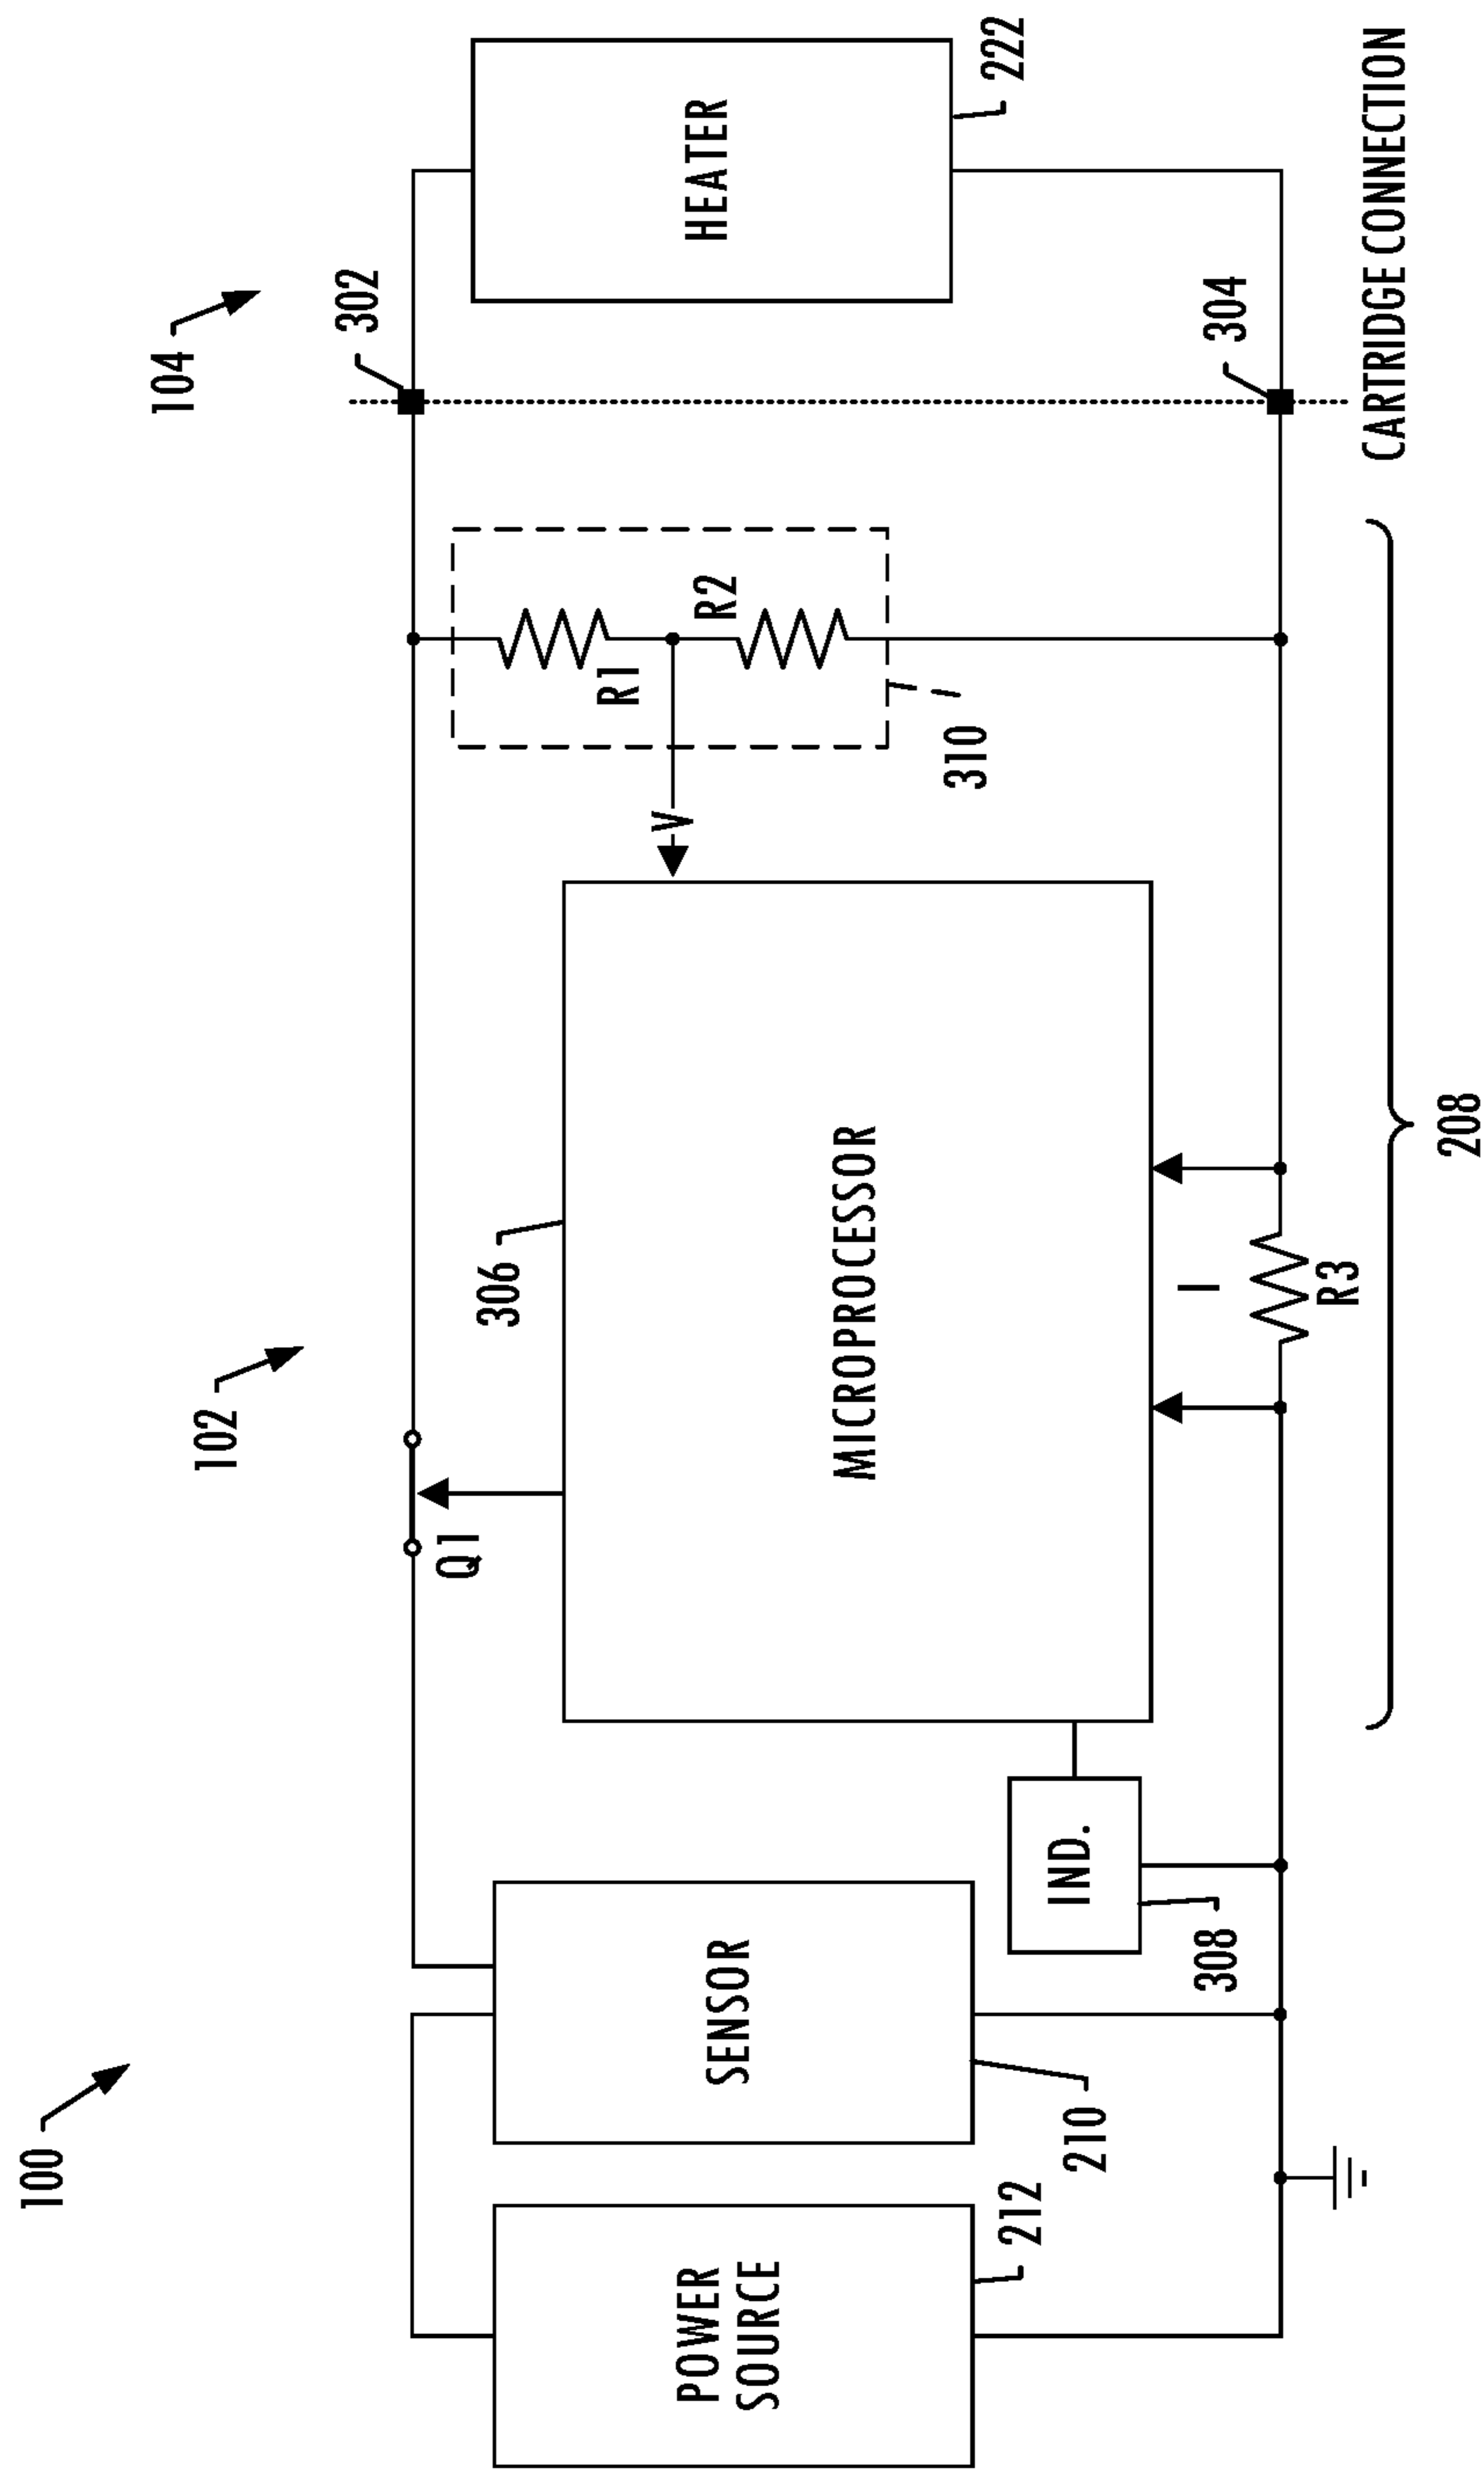 100
102
104
302
Q1
306
POWER
SOURCE
212
SENSOR
210
IND.
308
MICROPROCESSOR
V
R1
R2
310
HEATER
222
304
I
R3
208
CARTRIDGE CONNECTION